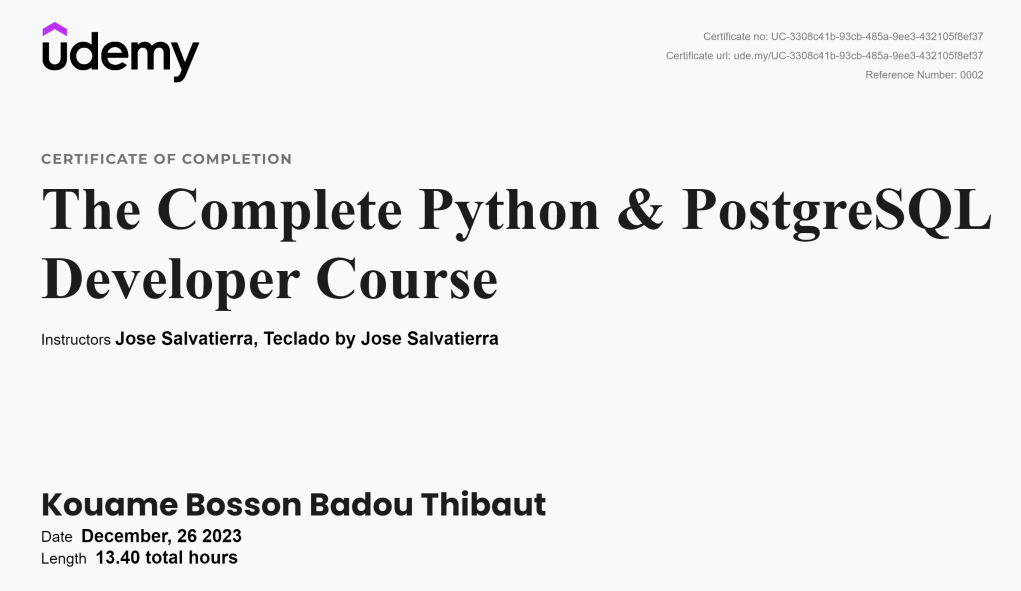 udemy
Certificate no: UC-3308c41b-93cb-485a-9ee3-432105f8ef37
Certificate url: ude.my/UC-3308c41b-93cb-485a-9ee3-432105f8ef37
Reference Number: 0002
CERTIFICATE OF COMPLETION
The Complete Python & PostgreSQL
Developer Course
Instructors Jose Salvatierra, Teclado by Jose Salvatierra
Kouame Bosson Badou Thibaut
Date December, 26 2023
Length 13.40 total hours